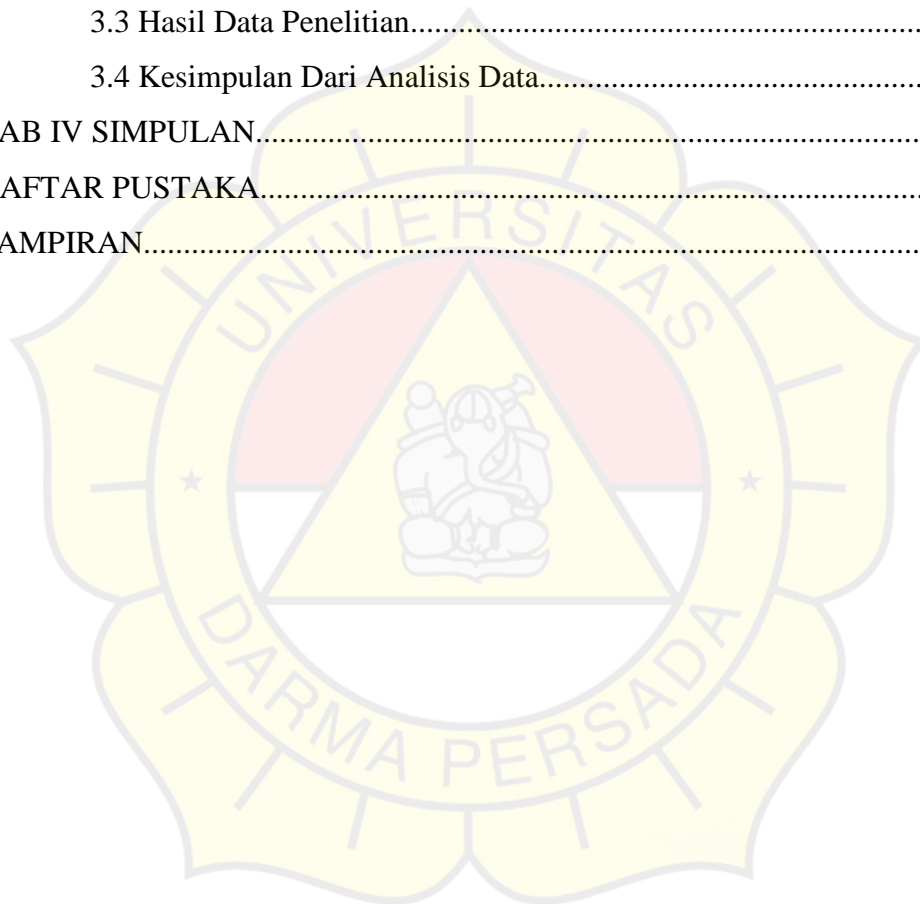 3.3 Hasil Data Penelitian................................................................
3.4 Kesimpulan Dari Analisis Data................................................
AB IV SIMPULAN...................................................................................
AFTAR PUSTAKA...................................................................................
AMPIRAN.................................................................................................
UNIVERSITAS
DARMA PERSADA